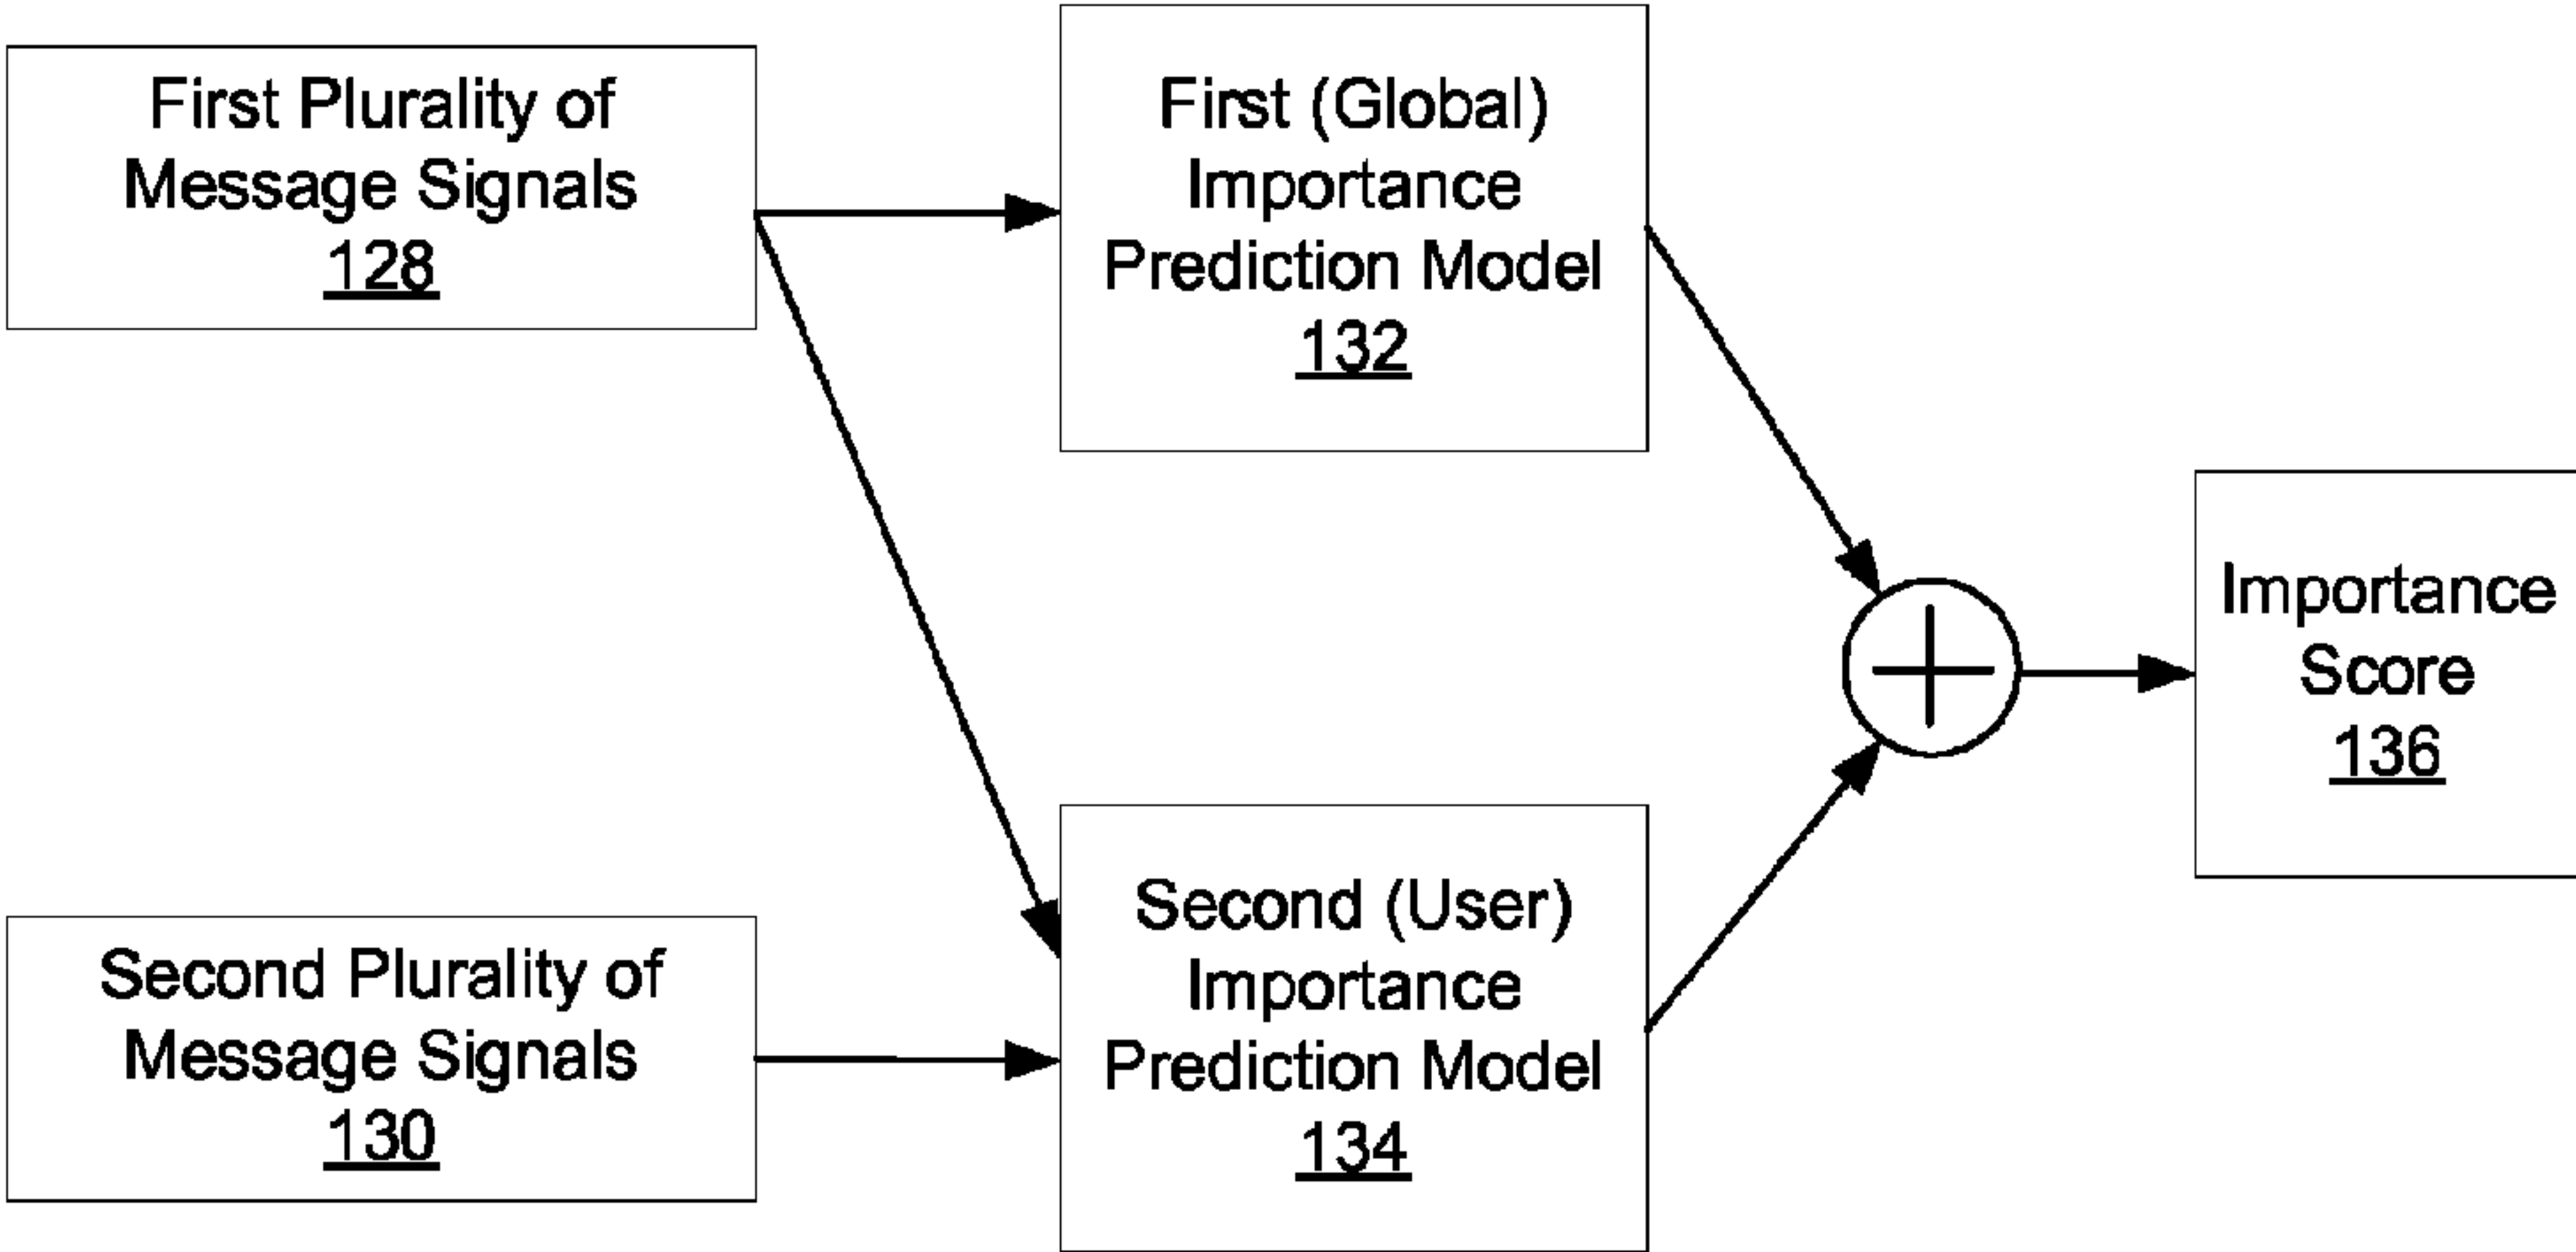 First Plurality of
Message Signals
128
First (Global)
Importance
Prediction Model
132
Importance
Score
136
Second Plurality of
Message Signals
130
Second (User)
Importance
Prediction Model
134